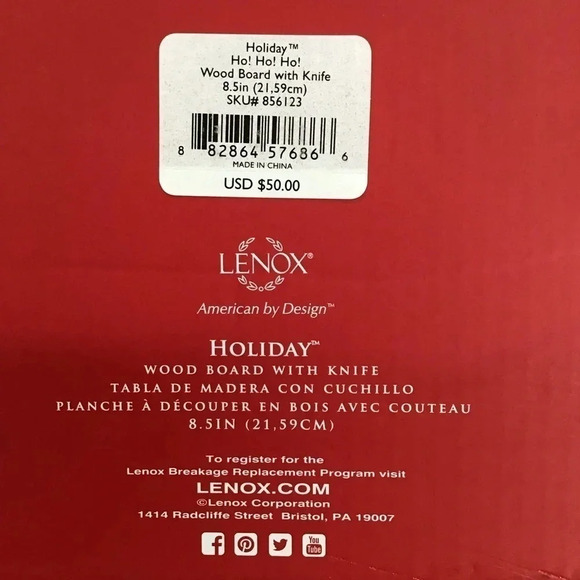 Holiday™
Ho! Ho! Ho!
Wood Board with Knife
8.5in (21,59cm)
SKU# 856123
8 82864 57686 6
MADE IN CHINA
USD $50.00
LENOX®
American by Design™
HOLIDAY™
WOOD BOARD WITH KNIFE
TABLA DE MADERA CON CUCHILLO
PLANCHE À DÉCOUPER EN BOIS AVEC COUTEAU
8.5IN (21,59CM)
To register for the
Lenox Breakage Replacement Program visit
LENOX.COM
©Lenox Corporation
1414 Radcliffe Street Bristol, PA 19007
You Tube